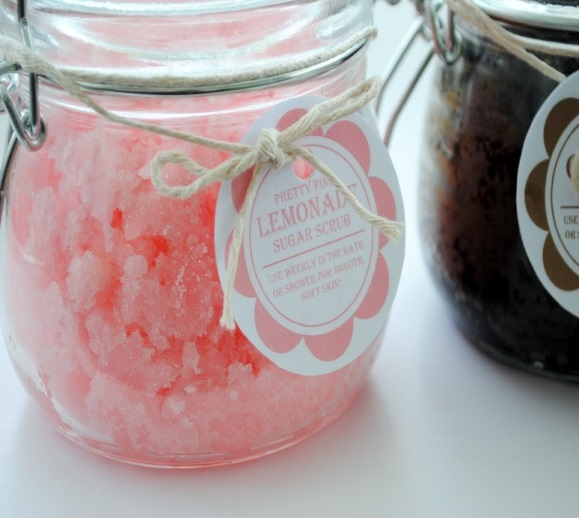 PRETTY PINK
LEMONADE
SUGAR SCRUB
USE WEEKLY IN THE BATH
OR SHOWER FOR SMOOTH,
SOFT SKIN!
USE
OR